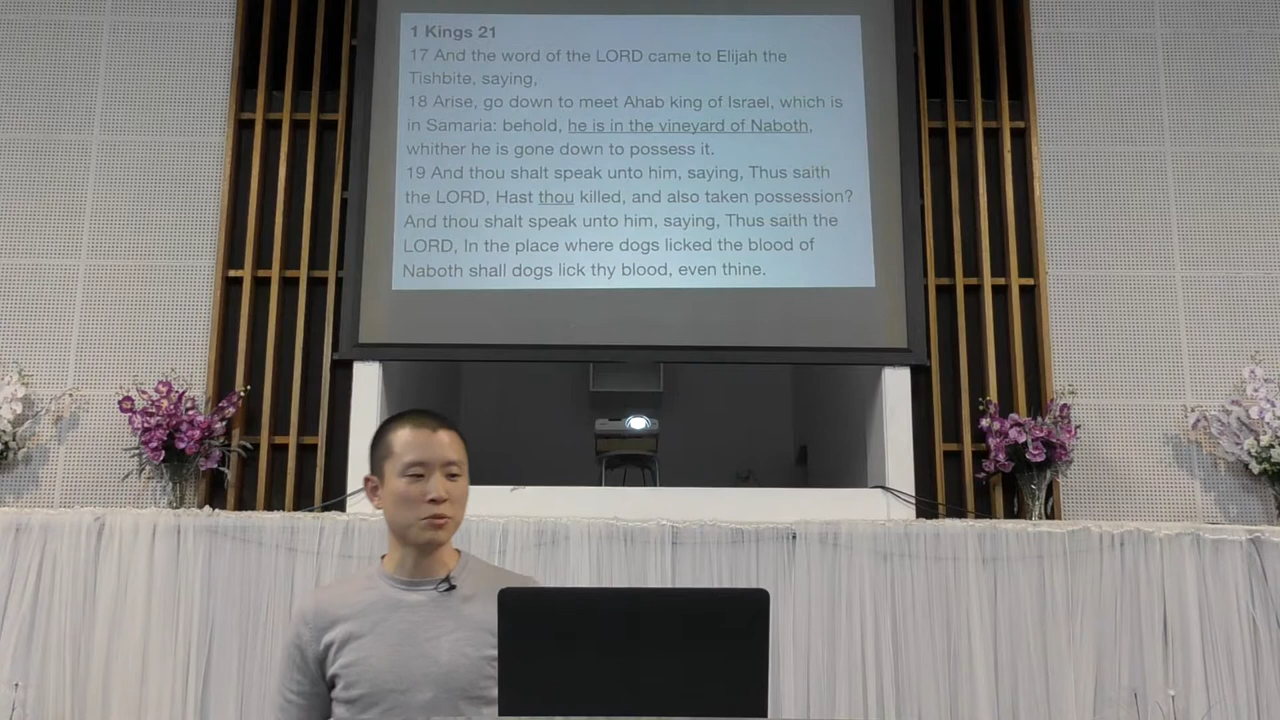 1 Kings 21
17 And the word of the LORD came to Elijah the
Tishbite, saying,
18 Arise, go down to meet Ahab king of Israel, which is
in Samaria: behold, he is in the vineyard of Naboth,
whither he is gone down to possess it.
19 And thou shalt speak unto him, saying, Thus saith
the LORD, Hast thou killed, and also taken possession?
And thou shalt speak unto him, saying, Thus saith the
LORD, In the place where dogs licked the blood of
Naboth shall dogs lick thy blood, even thine.